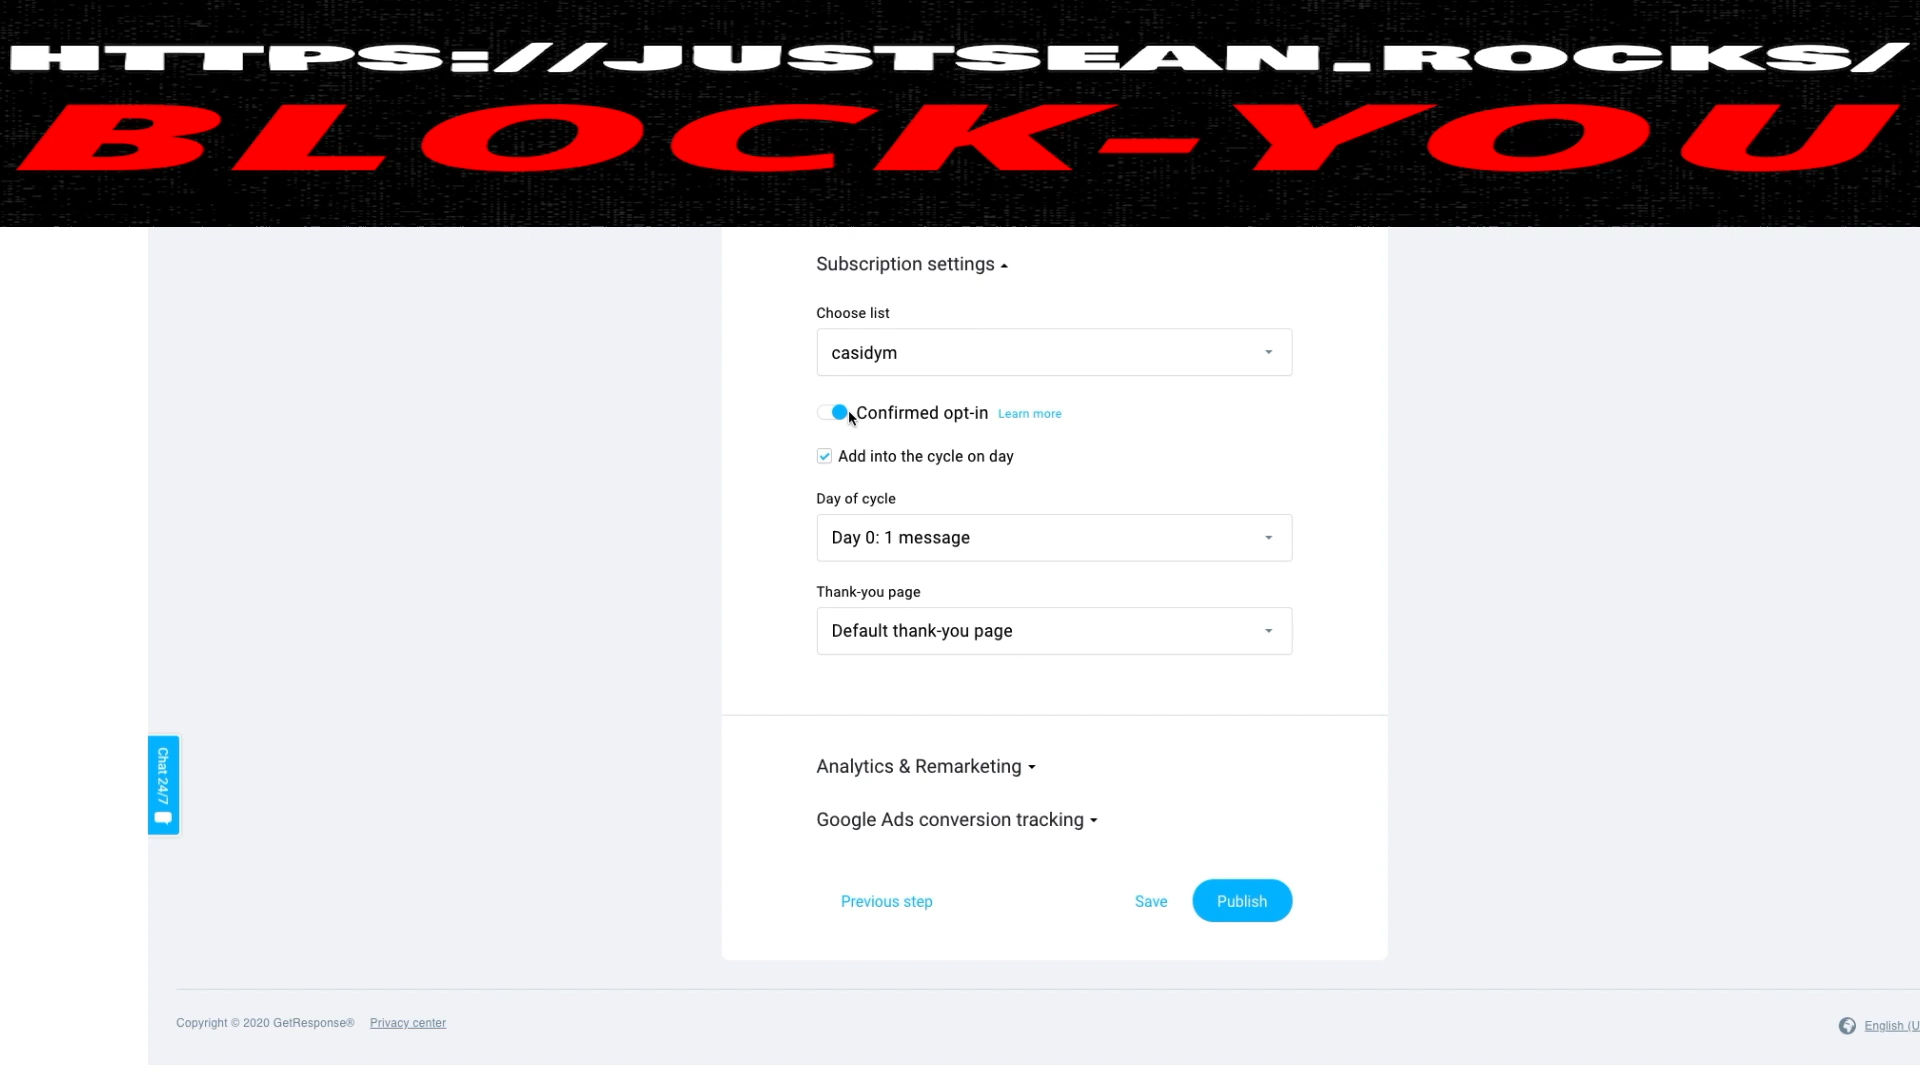 HTTPS://JUSTSEAN.ROCKS/
BLOCK-YOU
Subscription settings
Choose list
casidym
Confirmed opt-in Learn more
Add into the cycle on day
Day of cycle
Day 0: 1 message
Thank-you page
Default thank-you page
Chat 24/7
Analytics & Remarketing
Google Ads conversion tracking
Previous step Save Publish
Copyright © 2020 GetResponse® Privacy center English (U